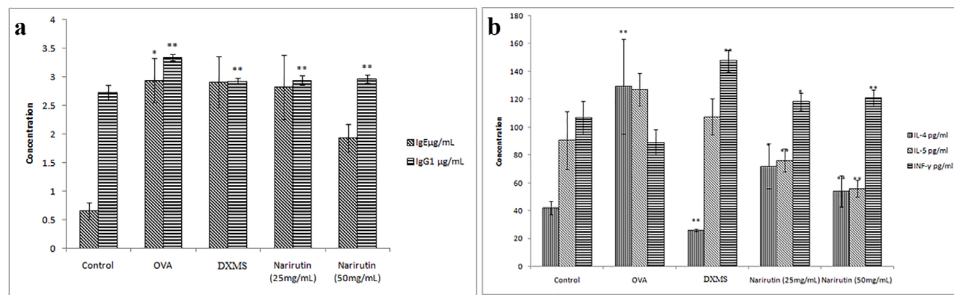 a
4
3.5
3
2.5
2
1.5
1
0.5
0
Concentration
* ** ** ** **
Control OVA DXMS Narirutin Narirutin
(25mg/mL) (50mg/mL)
IgEμg/mL
IgG1 μg/mL
b
180
160
140
120
100
80
60
40
20
0
Concentration
** ** ** * * ** ** ** **
Control OVA DXMS Narirutin (25mg/mL) Narirutin (50mg/mL)
IL-4 pg/ml
IL-5 pg/ml
INF-γ pg/ml